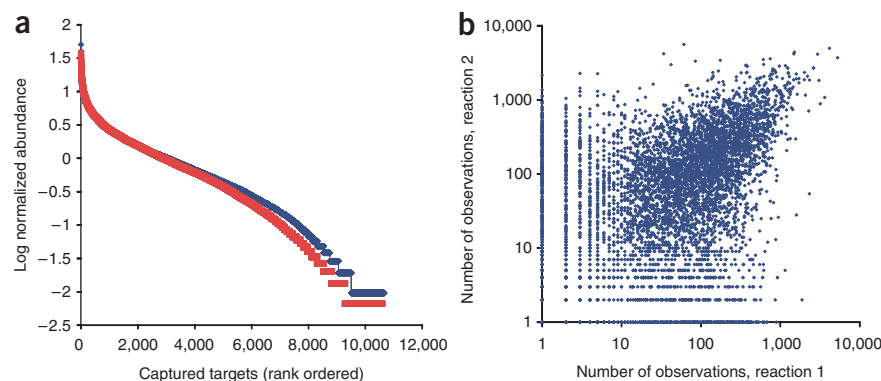 a
2
1.5
1
0.5
0
−0.5
−1
−1.5
−2
−2.5
Log normalized abundance
0 2,000 4,000 6,000 8,000 10,000 12,000
Captured targets (rank ordered)
b
10,000
1,000
100
10
1
Number of observations, reaction 2
1 10 100 1,000 10,000
Number of observations, reaction 1